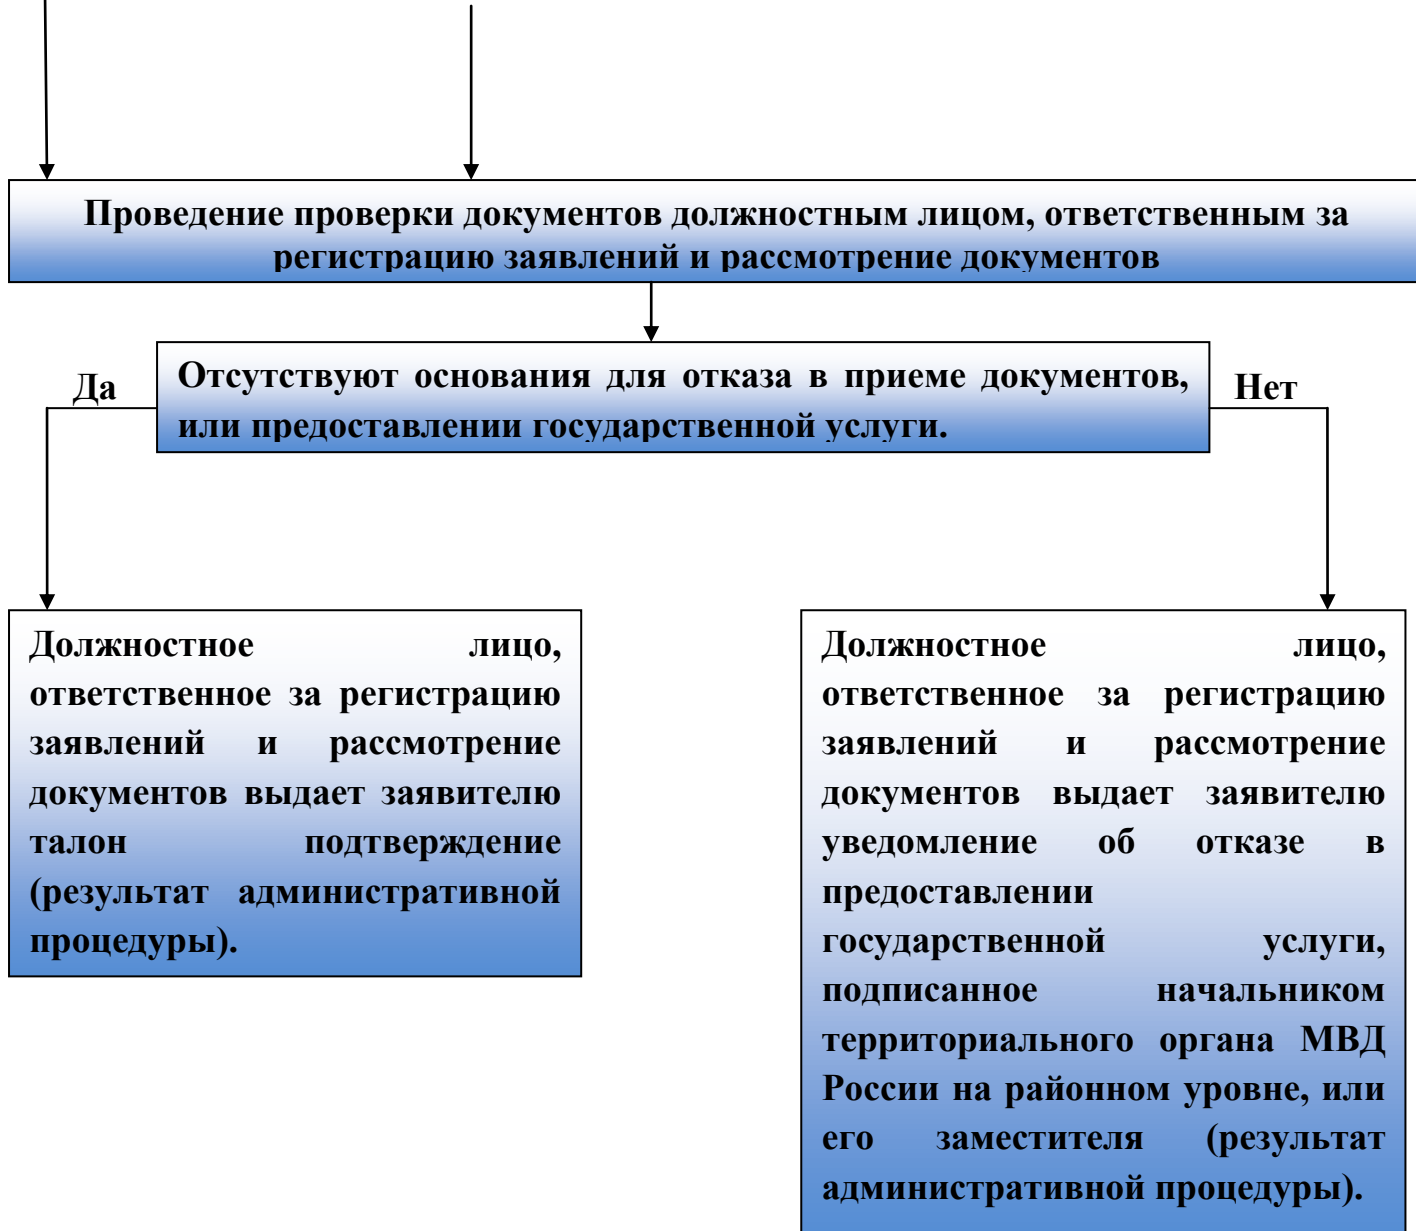 Проведение проверки документов должностным лицом, ответственным за
регистрацию заявлений и рассмотрение документов
Да
Отсутствуют основания для отказа в приеме документов,
или предоставлении государственной услуги.
Нет
Должностное лицо,
ответственное за регистрацию
заявлений и рассмотрение
документов выдает заявителю
талон подтверждение
(результат административной
процедуры).
Должностное лицо,
ответственное за регистрацию
заявлений и рассмотрение
документов выдает заявителю
уведомление об отказе в
предоставлении
государственной услуги,
подписанное начальником
территориального органа МВД
России на районном уровне, или
его заместителя (результат
административной процедуры).